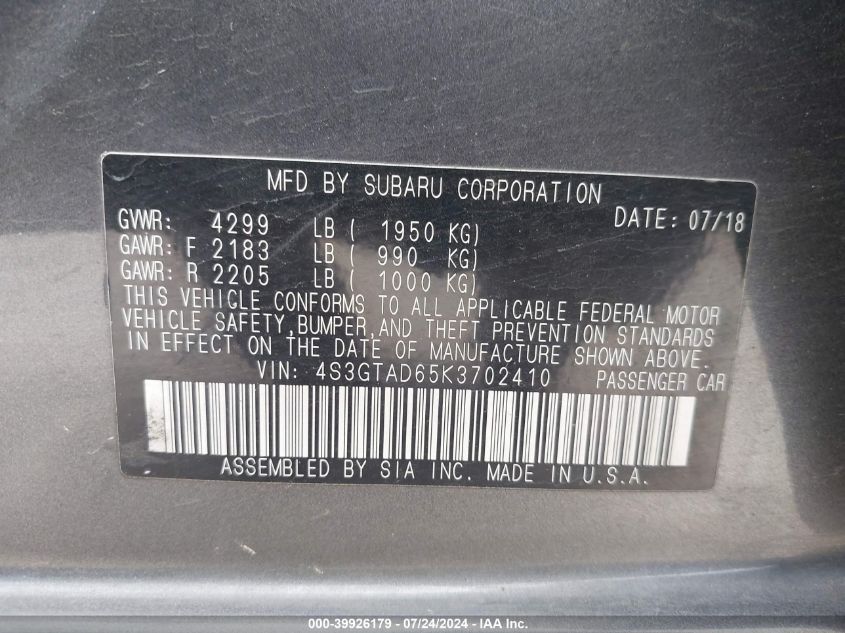 MFD BY SUBARU CORPORATION
DATE: 07/18
GVWR: 4299 LB ( 1950 KG)
GAWR: F 2183 LB ( 990 KG)
GAWR: R 2205 LB ( 1000 KG)
THIS VEHICLE CONFORMS TO ALL APPLICABLE FEDERAL MOTOR
VEHICLE SAFETY,BUMPER,AND THEFT PREVENTION STANDARDS
IN EFFECT ON THE DATE OF MANUFACTURE SHOWN ABOVE.
VIN: 4S3GTAD65K3702410 PASSENGER CAR
ASSEMBLED BY SIA INC. MADE IN U.S.A.
000-39926179 - 07/24/2024 - IAA Inc.